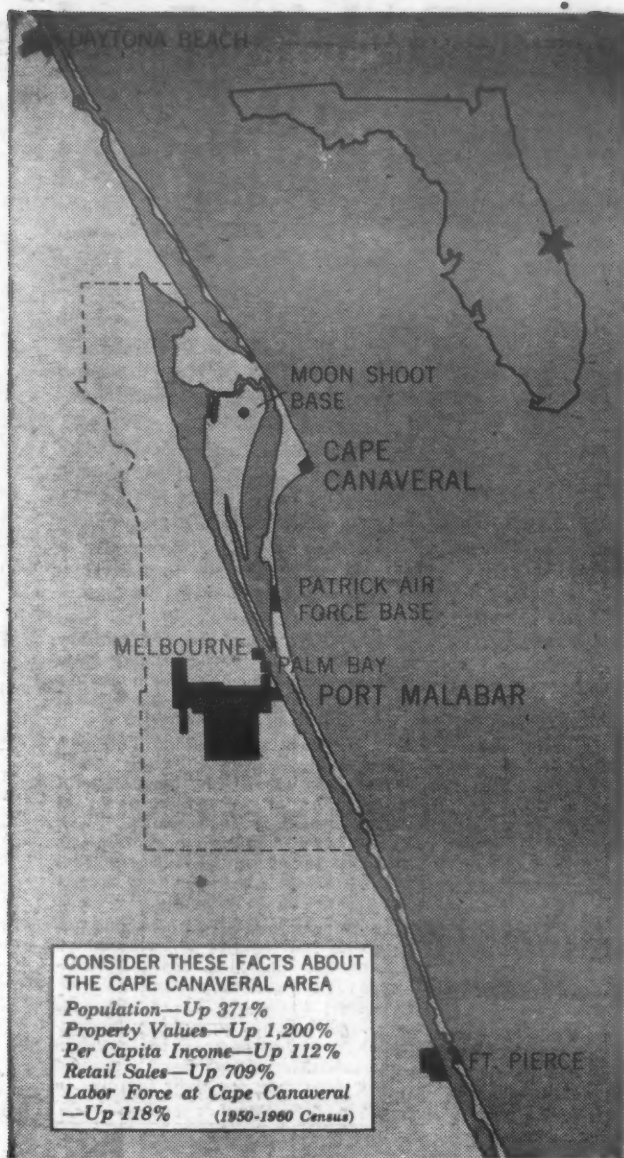 DAYTONA BEACH
MOON SHOOT
BASE
CAPE
CANAVERAL
PATRICK AIR
FORCE BASE
MELBOURNE
PALM BAY
PORT MALABAR
CONSIDER THESE FACTS ABOUT
THE CAPE CANAVERAL AREA
Population—Up 371%
Property Values—Up 1,200%
Per Capita Income—Up 112%
Retail Sales—Up 709%
Labor Force at Cape Canaveral
—Up 118% (1950-1960 Census)
FT. PIERCE